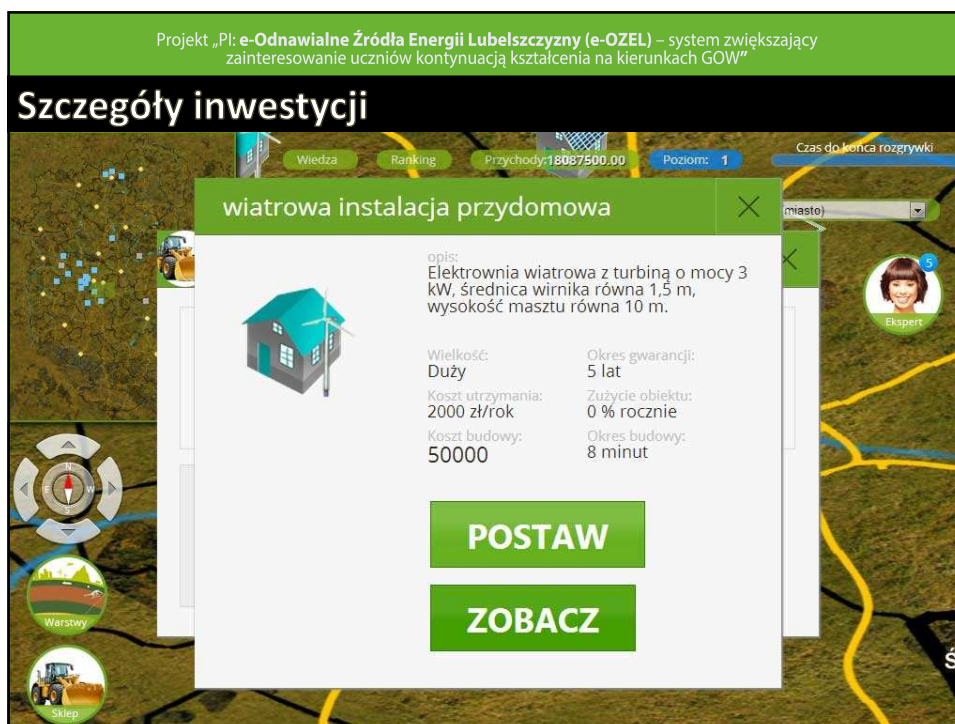 Projekt „PI: e-Odnawialne Źródła Energii Lubelszczyzny (e-OZEL) – system zwiększający
zainteresowanie uczniów kontynuacją kształcenia na kierunkach GOW”
Szczegóły inwestycji
Wiedza
Ranking
Przychody:18087500.00
Poziom: 1
Czas do końca rozgrywki
wiatrowa instalacja przydomowa
miasto)
opis:
Elektrownia wiatrowa z turbiną o mocy 3
kW, średnica wirnika równa 1,5 m,
wysokość masztu równa 10 m.
5
Ekspert
Wielkość:
Duży
Okres gwarancji:
5 lat
Koszt utrzymania:
2000 zł/rok
Zużycie obiektu:
0 % rocznie
Koszt budowy:
50000
Okres budowy:
8 minut
N
E
W
S
POSTAW
ZOBACZ
Warstwy
Sklep
Ś